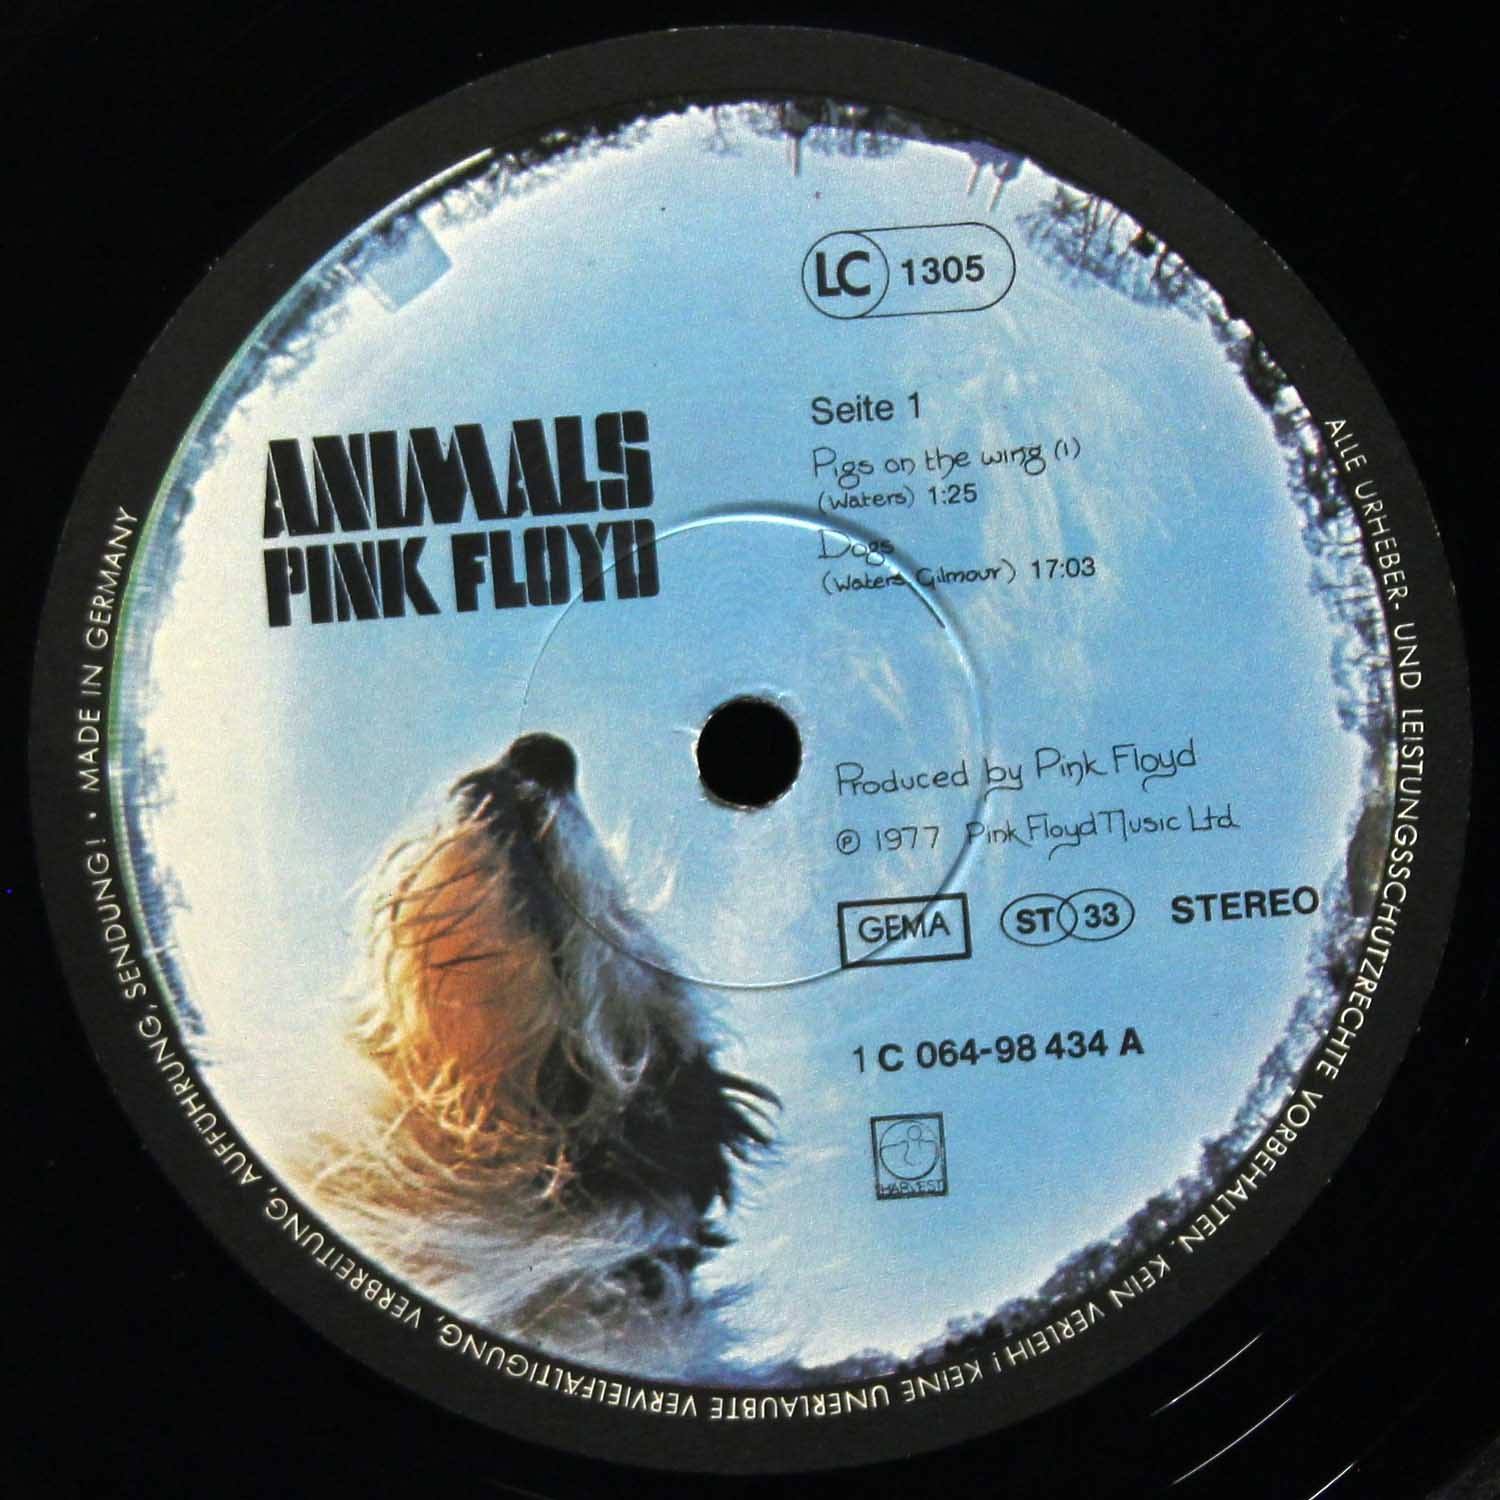 LC 1305
ANIMALS
PINK FLOYD
Seite 1
Pigs on the wing (1)
(Waters) 1:25
Dogs
(Waters Gilmour) 17:03
Produced by Pink Floyd
℗ 1977 Pink Floyd Music Ltd
GEMA ST 33 STEREO
1 C 064-98 434 A
HARVEST
ALLE URHEBER- UND LEISTUNGSSCHUTZRECHTE VORBEHALTEN. KEIN VERLEIH! KEINE UNERLAUBTE VERVIELFÄLTIGUNG, VERBREITUNG, AUFFÜHRUNG, SENDUNG! • MADE IN GERMANY